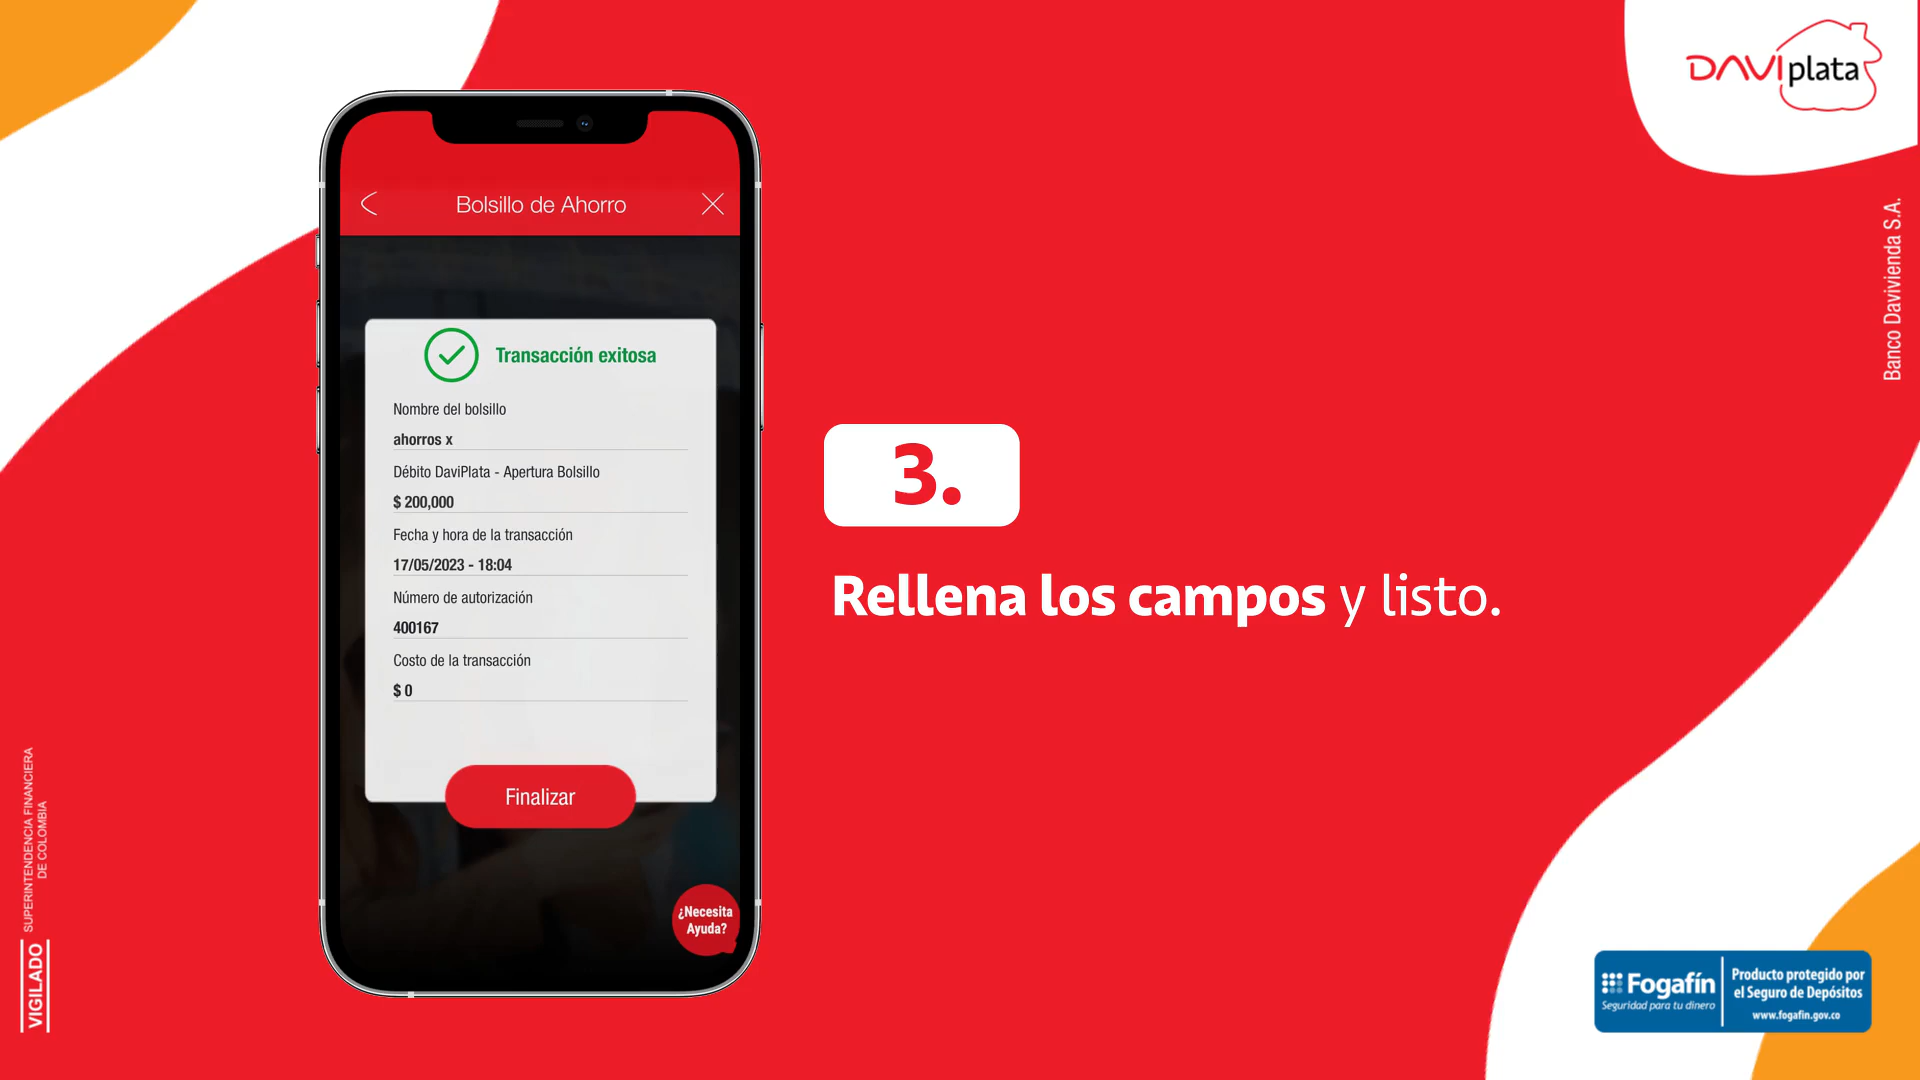 DAVIplata
Banco Davivienda S.A.
Bolsillo de Ahorro
Transacción exitosa
Nombre del bolsillo
ahorros x
Débito DaviPlata - Apertura Bolsillo
$ 200,000
Fecha y hora de la transacción
17/05/2023 - 18:04
Número de autorización
400167
Costo de la transacción
$ 0
Finalizar
¿Necesita
Ayuda?
3.
Rellena los campos y listo.
VIGILADO
SUPERINTENDENCIA FINANCIERA
DE COLOMBIA
Fogafín
Seguridad para tu dinero
Producto protegido por
el Seguro de Depósitos
www.fogafin.gov.co